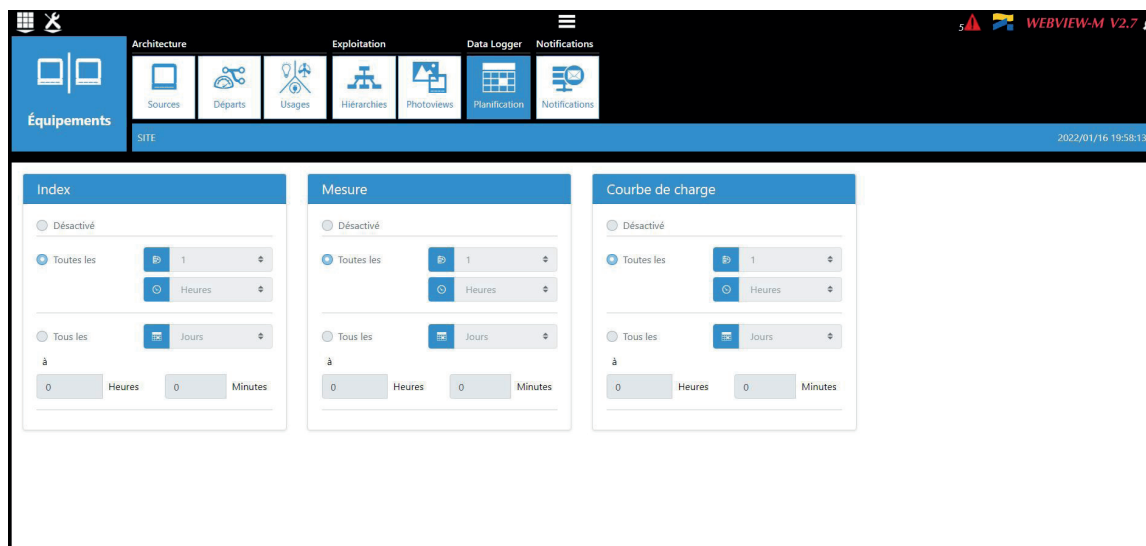 5 WEBVIEW-M V2.7
Architecture Exploitation Data Logger Notifications
Sources Départs Usages Hiérarchies Photoviews Planification Notifications
Équipements
SITE 2022/01/16 19:58:13
Index Mesure Courbe de charge
Désactivé Désactivé Désactivé
Toutes les 1 Toutes les 1 Toutes les 1
Heures Heures Heures
Tous les Jours Tous les Jours Tous les Jours
à à à
0 Heures 0 Minutes 0 Heures 0 Minutes 0 Heures 0 Minutes